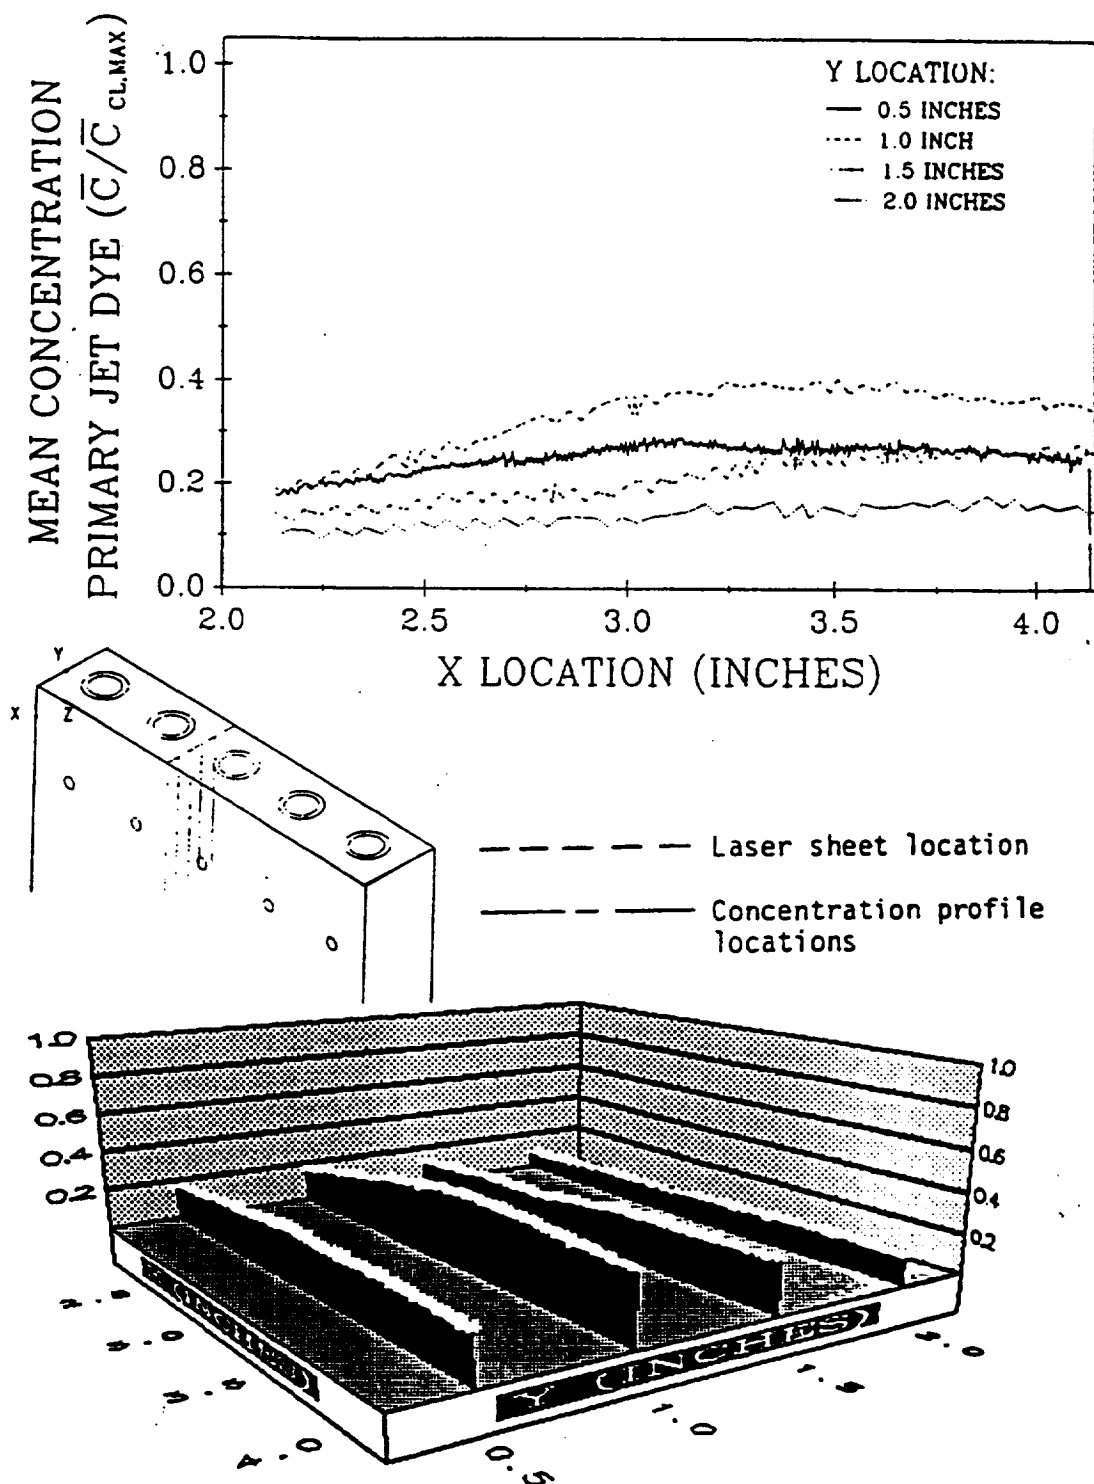 MEAN CONCENTRATION
PRIMARY JET DYE (C̅/C̅ CL,MAX)
1.0
0.8
0.6
0.4
0.2
0.0
Y LOCATION:
0.5 INCHES
1.0 INCH
1.5 INCHES
2.0 INCHES
2.0 2.5 3.0 3.5 4.0
X LOCATION (INCHES)
Y
X
Z
Laser sheet location
Concentration profile
locations
1.0
0.8
0.6
0.4
0.2
1.0
0.8
0.6
0.4
0.2
(INCHES)
3.0
3.5
4.0
Y (INCHES)
0.5
1.0
1.5